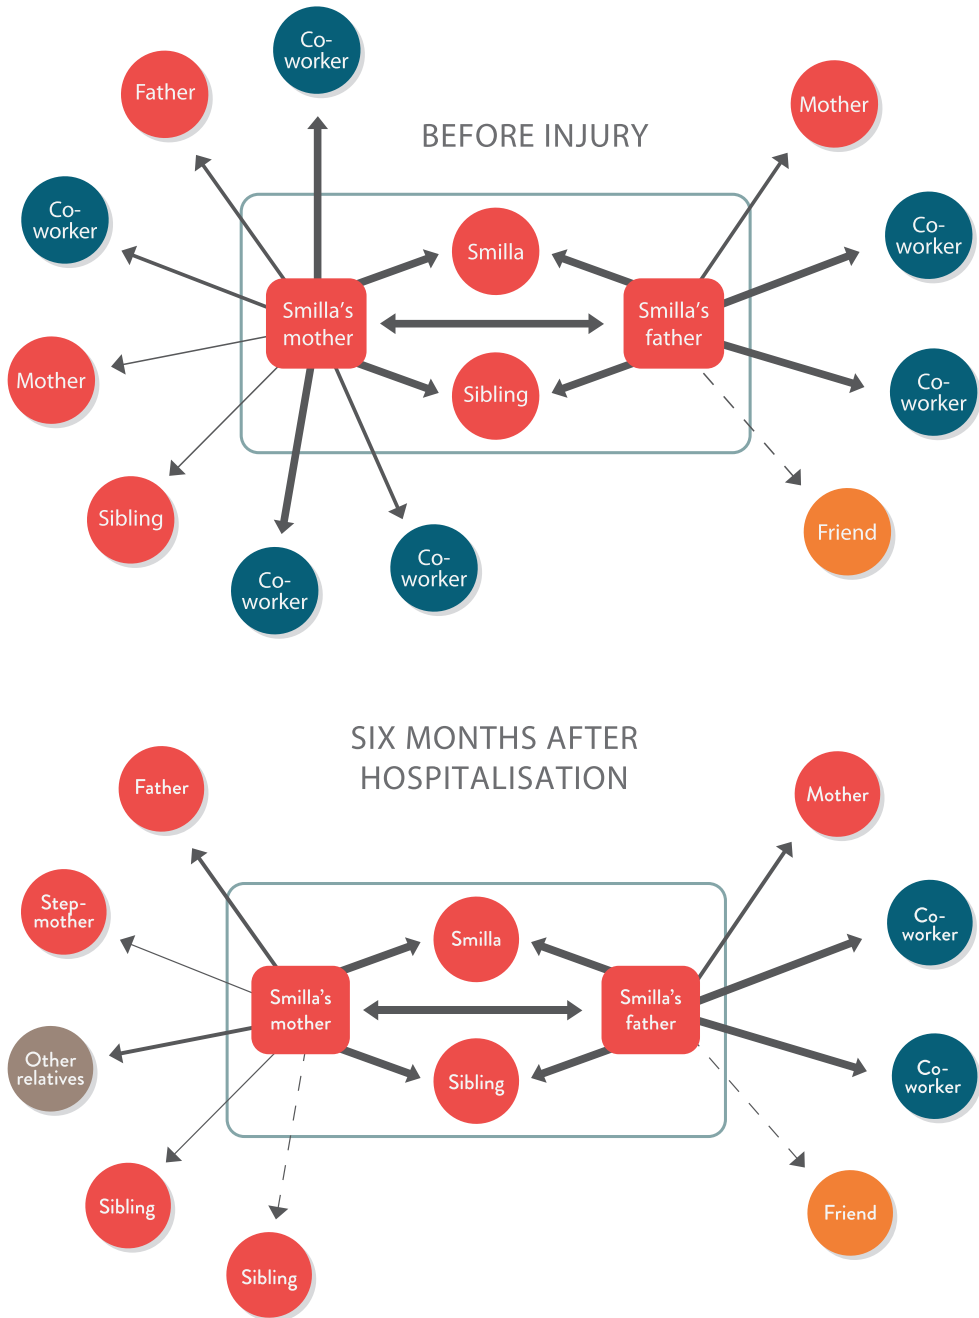 Co-
worker
Father
Mother
BEFORE INJURY
Co-
worker
Co-
worker
Smilla
Smilla's
mother
Smilla's
father
Mother
Sibling
Co-
worker
Sibling
Friend
Co-
worker
Co-
worker
SIX MONTHS AFTER
HOSPITALISATION
Father
Mother
Step-
mother
Co-
worker
Smilla
Smilla's
mother
Smilla's
father
Other
relatives
Sibling
Co-
worker
Sibling
Friend
Sibling